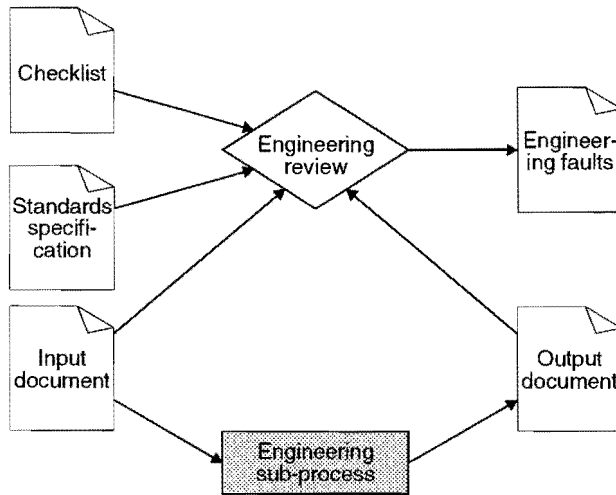 Checklist
Engineering
review
Engineer-
ing faults
Standards
specifi-
cation
Input
document
Output
document
Engineering
sub-process